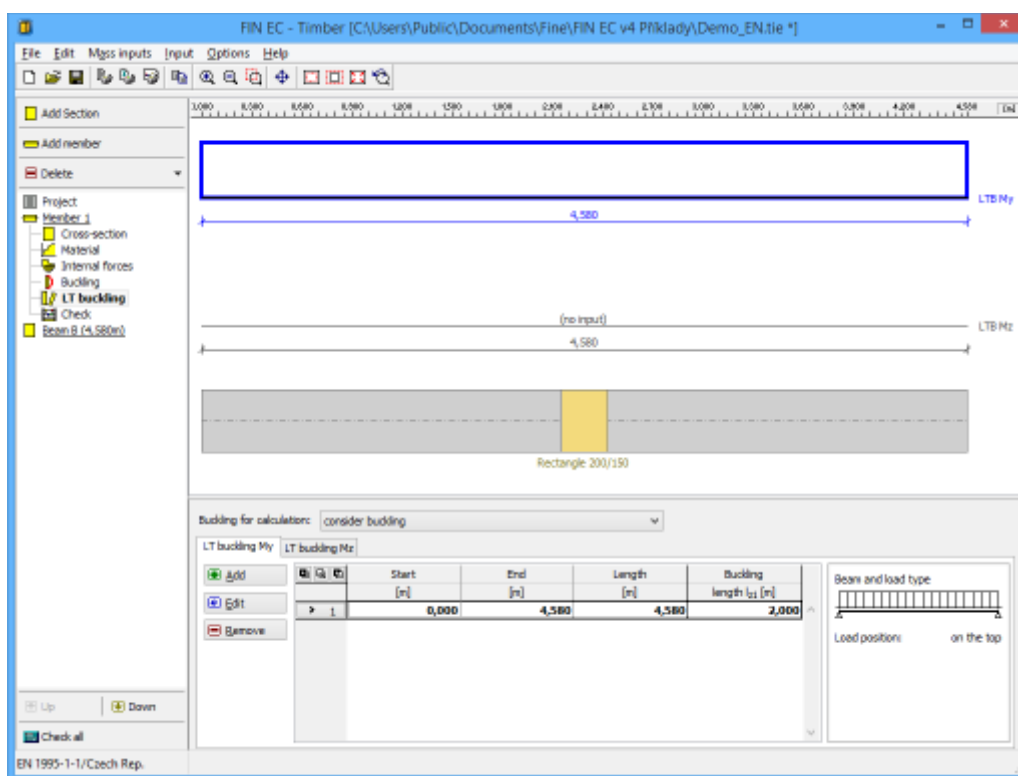 FIN EC - Timber [C:\Users\Public\Documents\Fine\FIN EC v4 Příklady\Demo_EN.tie *]
File Edit Mass inputs Input Options Help
Add Section
Add member
Delete
Project
Member 1
Cross-section
Material
Internal forces
Buckling
LT buckling
Check
Beam B (4,580m)
Up Down
Check all
[m]
LTB My
4,580
(no input)
LTB Mz
4,580
Rectangle 200/150
Buckling for calculation: consider buckling
LT buckling My LT buckling Mz
Add
Edit
Remove
Start End Length Buckling
[m] [m] [m] length l21 [m]
1 0,000 4,580 4,580 2,000
Beam and load type
Load position: on the top
EN 1995-1-1/Czech Rep.